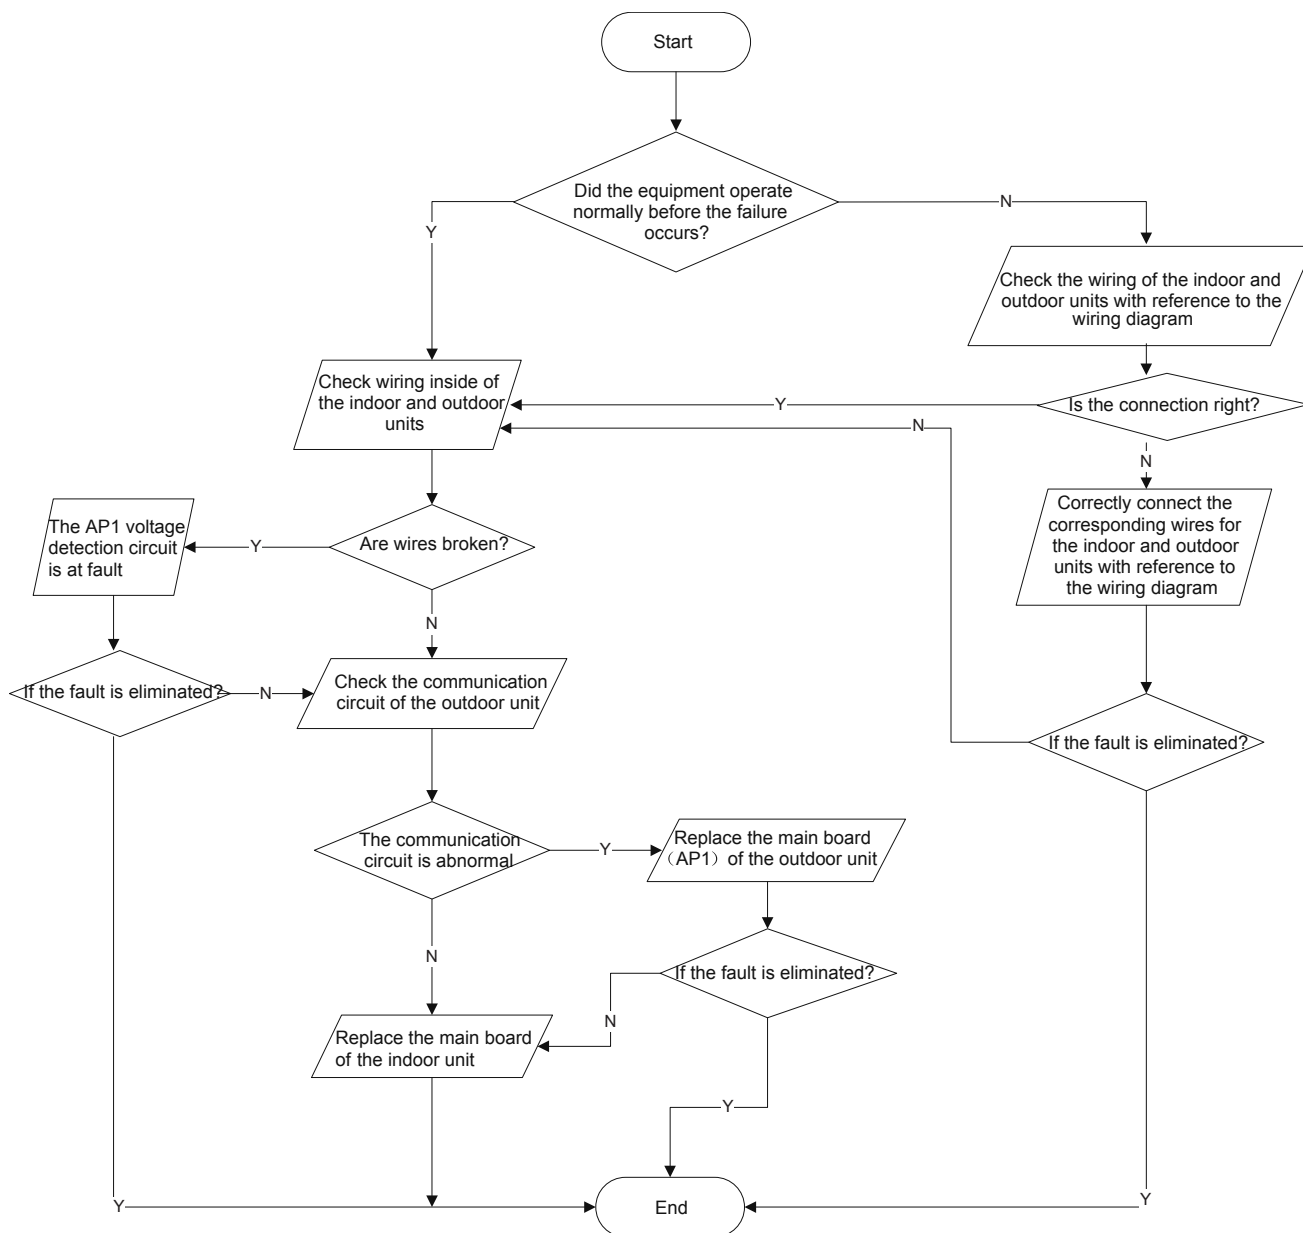 Start
Did the equipment operate
normally before the failure
occurs?
Y
N
Check the wiring of the indoor and
outdoor units with reference to the
wiring diagram
Check wiring inside of
the indoor and outdoor
units
Y
Is the connection right?
N
N
Correctly connect the
corresponding wires for
the indoor and outdoor
units with reference to
the wiring diagram
The AP1 voltage
detection circuit
is at fault
Y
Are wires broken?
N
If the fault is eliminated?
N
Check the communication
circuit of the outdoor unit
If the fault is eliminated?
The communication
circuit is abnormal
Y
Replace the main board
（AP1）of the outdoor unit
N
If the fault is eliminated?
N
Replace the main board
of the indoor unit
Y
Y
End
Y